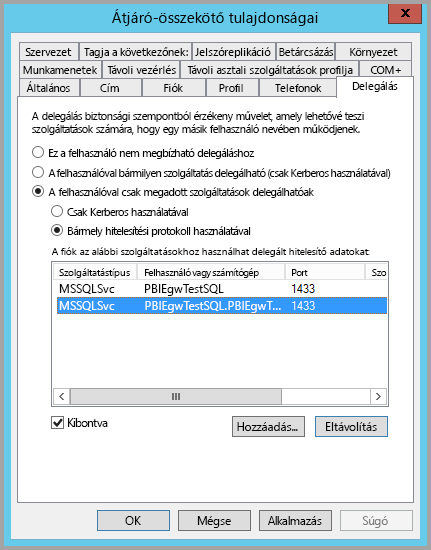 Átjáró-összekötő tulajdonságai
x
Szervezet Tagja a következőnek: Jelszóreplikáció Betárcsázás Környezet
Munkamenetek Távoli vezérlés Távoli asztali szolgáltatások profilja COM+
Általános Cím Fiók Profil Telefonok Delegálás
A delegálás biztonsági szempontból érzékeny művelet, amely lehetővé teszi
szolgáltatások számára, hogy egy másik felhasználó nevében működjenek.
Ez a felhasználó nem megbízható delegáláshoz
A felhasználóval bármilyen szolgáltatás delegálható (csak Kerberos használatával)
A felhasználóval csak megadott szolgáltatások delegálhatóak
Csak Kerberos használatával
Bármely hitelesítési protokoll használatával
A fiók az alábbi szolgáltatásokhoz használhat delegált hitelesítő adatokat:
Szolgáltatástípus Felhasználó vagy számítógép Port Szo
MSSQLSvc PBIEgwTestSQL 1433
MSSQLSvc PBIEgwTestSQL.PBIEgwT... 1433
Kibontva Hozzáadás... Eltávolítás
OK Mégse Alkalmazás Súgó